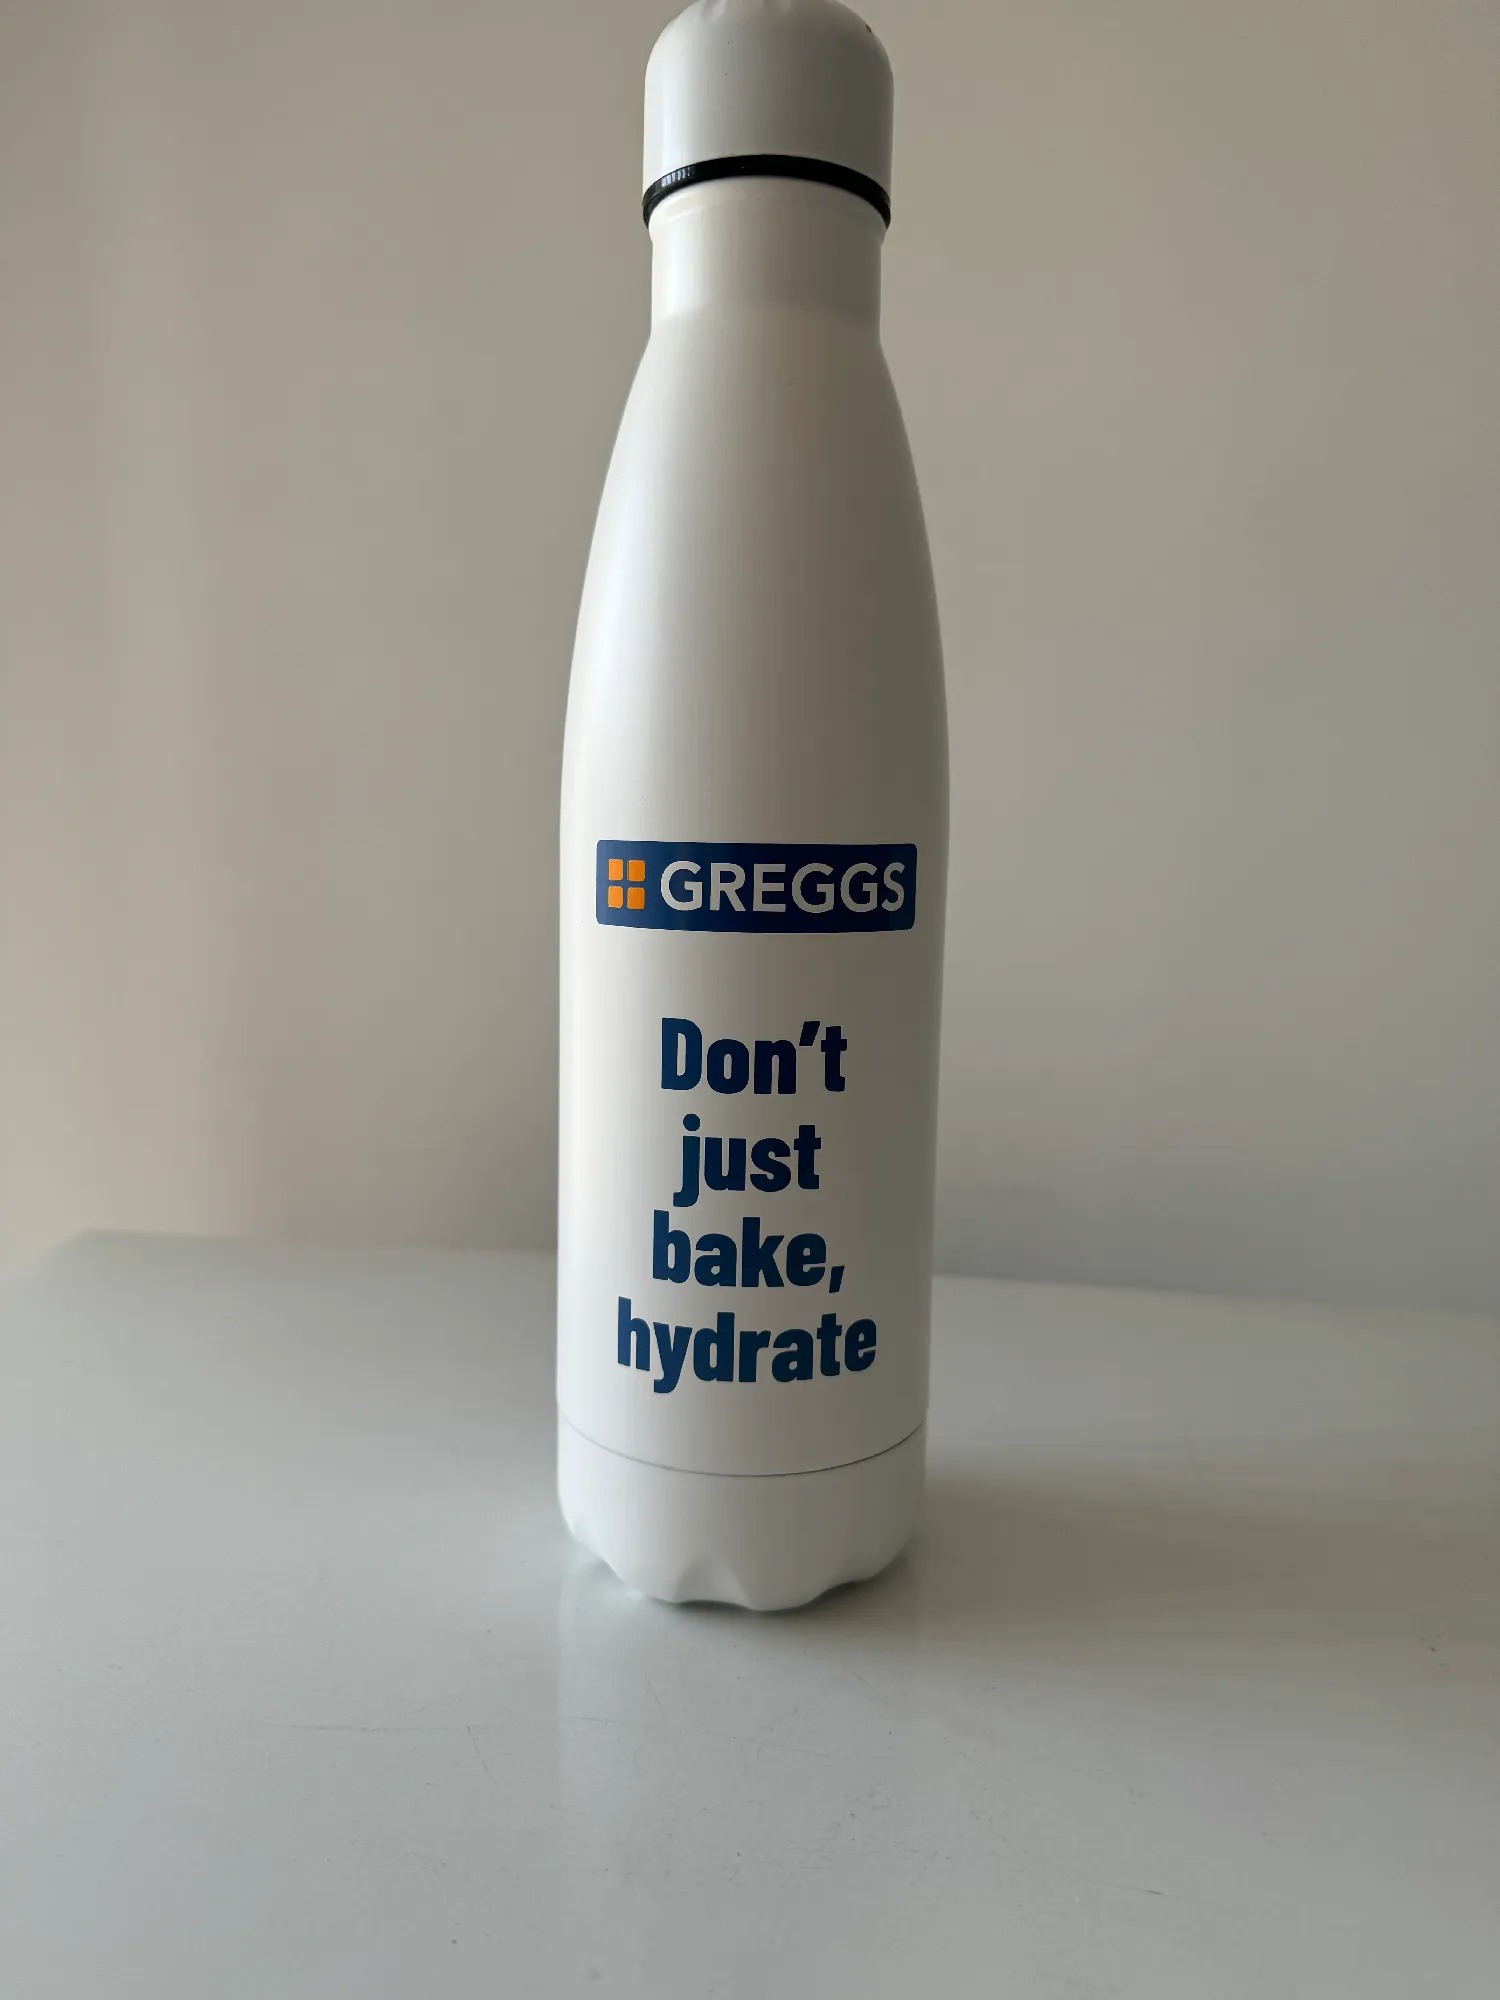 GREGGS
Don't
just
bake,
hydrate